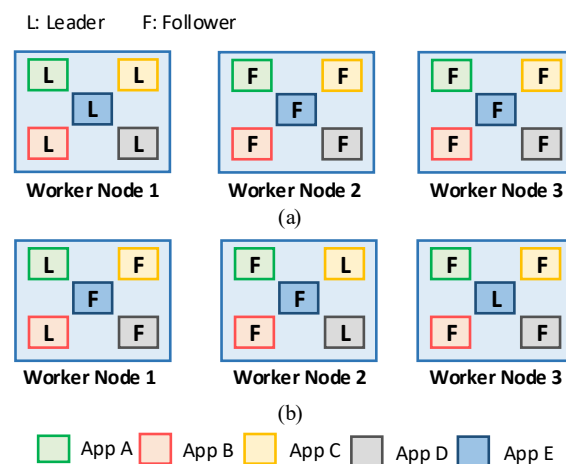 L: Leader F: Follower
L L F F F F
L F F
L L F F F F
Worker Node 1 Worker Node 2 Worker Node 3
(a)
L F F L F F
F F L
L F F L F F
Worker Node 1 Worker Node 2 Worker Node 3
(b)
App A App B App C App D App E